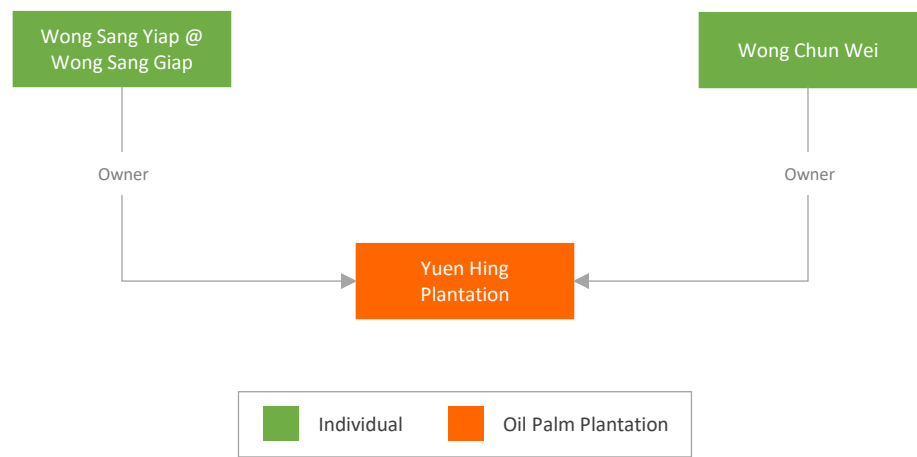 Wong Sang Yiap @
Wong Sang Giap
Wong Chun Wei
Owner
Owner
Yuen Hing
Plantation
Individual
Oil Palm Plantation